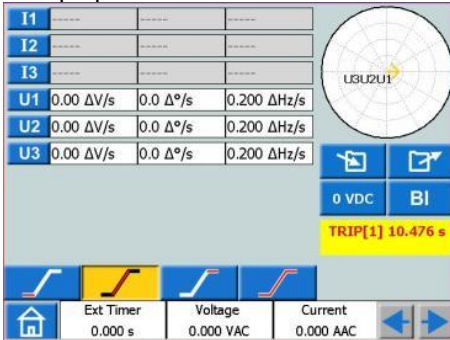 I1 ----- ----- -----
I2 ----- ----- -----
I3 ----- ----- -----
U3U2U1
U1 0.00 ΔV/s 0.0 Δ°/s 0.200 ΔHz/s
U2 0.00 ΔV/s 0.0 Δ°/s 0.200 ΔHz/s
U3 0.00 ΔV/s 0.0 Δ°/s 0.200 ΔHz/s
0 VDC BI
TRIP[1] 10.476 s
Ext Timer Voltage Current
0.000 s 0.000 VAC 0.000 AAC